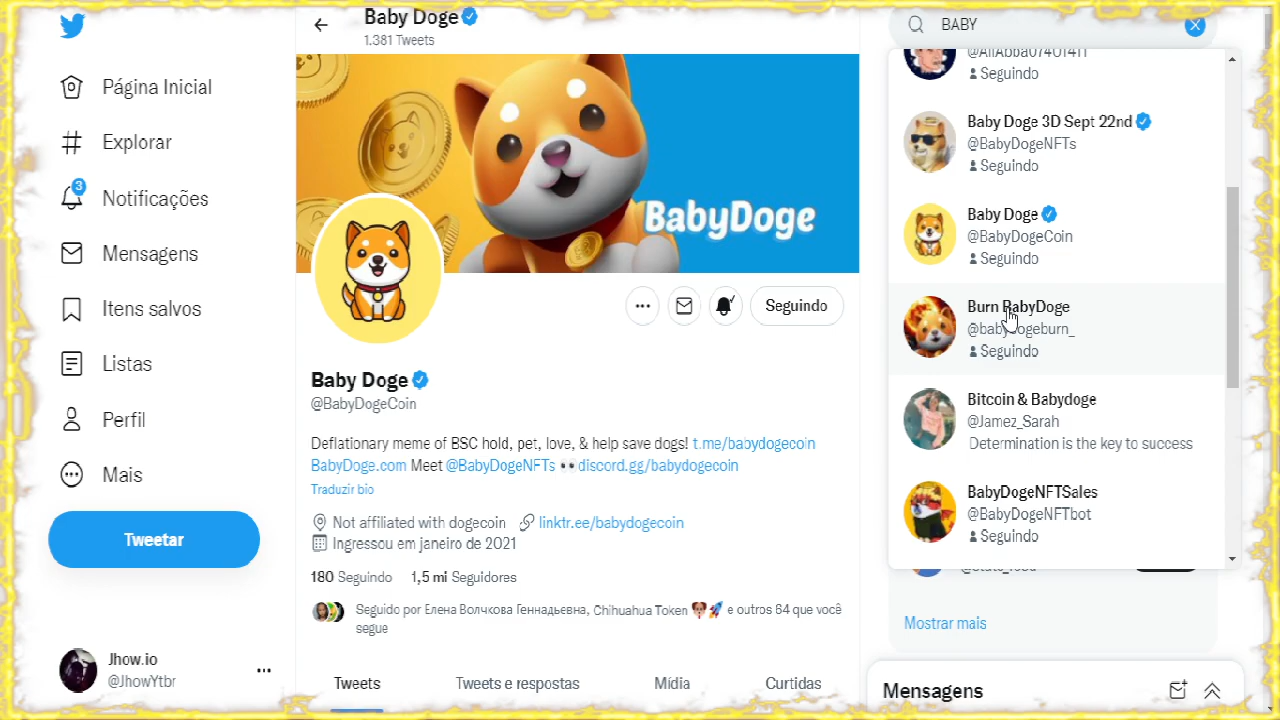 Página Inicial
Explorar
3
Notificações
Mensagens
Itens salvos
Listas
Perfil
Mais
Tweetar
Jhow.io
@JhowYtbr
Baby Doge
1.381 Tweets
BabyDoge
Seguindo
Baby Doge
@BabyDogeCoin
Deflationary meme of BSC hold, pet, love, & help save dogs! t.me/babydogecoin
BabyDoge.com Meet @BabyDogeNFTs 👀discord.gg/babydogecoin
Traduzir bio
Not affiliated with dogecoin linktr.ee/babydogecoin
Ingressou em janeiro de 2021
180 Seguindo 1,5 mi Seguidores
Seguido por Елена Волчкова Геннадьевна, Chihuahua Token 🐶🚀 e outros 64 que você
segue
Tweets Tweets e respostas Mídia Curtidas
BABY
Seguindo
Baby Doge 3D Sept 22nd
@BabyDogeNFTs
Seguindo
Baby Doge
@BabyDogeCoin
Seguindo
Burn BabyDoge
@babydogeburn_
Seguindo
Bitcoin & Babydoge
@Jamez_Sarah
Determination is the key to success
BabyDogeNFTSales
@BabyDogeNFTbot
Seguindo
Mostrar mais
Mensagens